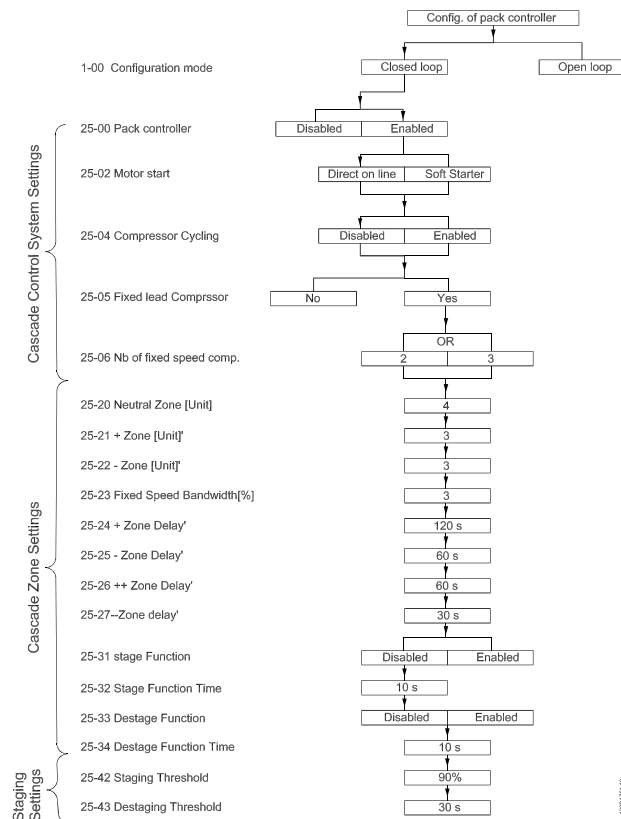 Config. of pack controller
1-00 Configuration mode
Closed loop
Open loop
25-00 Pack controller
Disabled
Enabled
25-02 Motor start
Direct on line
Soft Starter
25-04 Compressor Cycling
Disabled
Enabled
25-05 Fixed lead Comprssor
No
Yes
OR
25-06 Nb of fixed speed comp.
2
3
Cascade Control System Settings
25-20 Neutral Zone [Unit]
4
25-21 + Zone [Unit]'
3
25-22 - Zone [Unit]'
3
25-23 Fixed Speed Bandwidth[%]
3
25-24 + Zone Delay'
120 s
25-25 - Zone Delay'
60 s
25-26 ++ Zone Delay'
60 s
25-27--Zone delay'
30 s
25-31 stage Function
Disabled
Enabled
25-32 Stage Function Time
10 s
25-33 Destage Function
Disabled
Enabled
25-34 Destage Function Time
10 s
Cascade Zone Settings
25-42 Staging Threshold
90%
25-43 Destaging Threshold
30 s
Staging
Settings